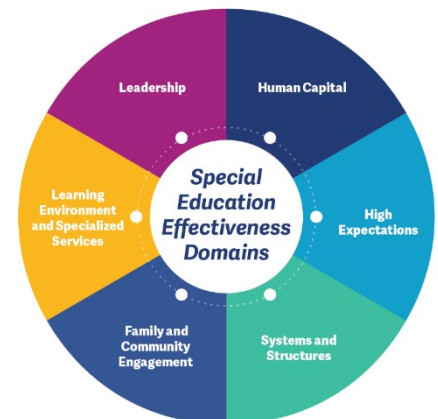 Leadership
Human Capital
Learning
Environment
and Specialized
Services
Special
Education
Effectiveness
Domains
High
Expectations
Family and
Community
Engagement
Systems and
Structures